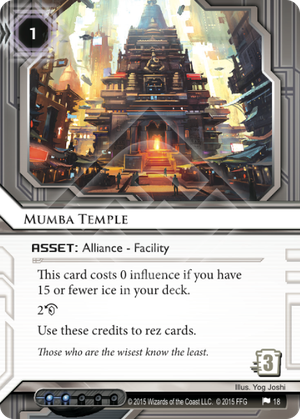 1
MUMBA TEMPLE
ASSET: Alliance - Facility
This card costs 0 influence if you have
15 or fewer ice in your deck.
2
Use these credits to rez cards.
Those who are the wisest know the least.
3
Illus. Yog Joshi
© 2015 Wizards of the Coast LLC. © 2015 FFG 18